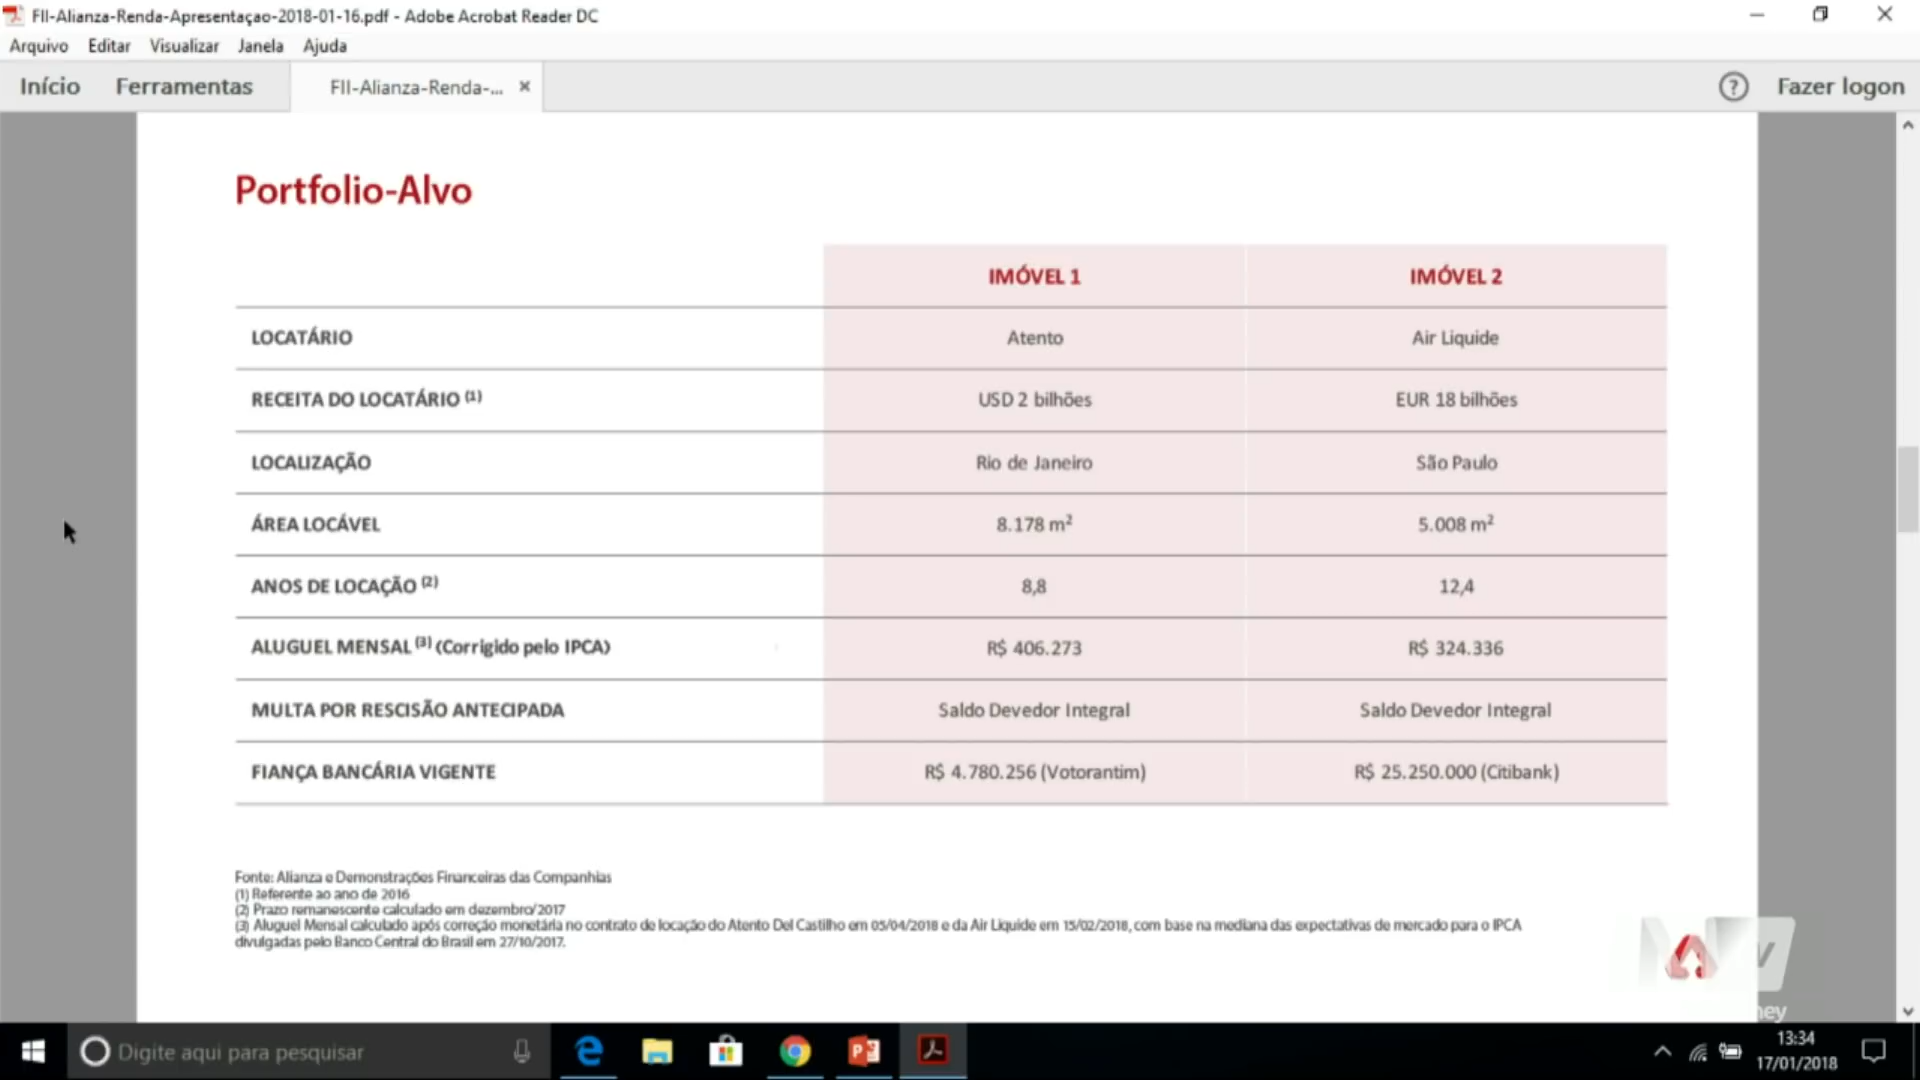 FII-Alianza-Renda-Apresentaçao-2018-01-16.pdf - Adobe Acrobat Reader DC
Arquivo Editar Visualizar Janela Ajuda
Início Ferramentas FII-Alianza-Renda-... × ? Fazer logon
Portfolio-Alvo
IMÓVEL 1 IMÓVEL 2
LOCATÁRIO Atento Air Liquide
RECEITA DO LOCATÁRIO (1) USD 2 bilhões EUR 18 bilhões
LOCALIZAÇÃO Rio de Janeiro São Paulo
ÁREA LOCÁVEL 8.178 m² 5.008 m²
ANOS DE LOCAÇÃO (2) 8,8 12,4
ALUGUEL MENSAL (3) (Corrigido pelo IPCA) R$ 406.273 R$ 324.336
MULTA POR RESCISÃO ANTECIPADA Saldo Devedor Integral Saldo Devedor Integral
FIANÇA BANCÁRIA VIGENTE R$ 4.780.256 (Votorantim) R$ 25.250.000 (Citibank)
Fonte: Alianza e Demonstrações Financeiras das Companhias
(1) Referente ao ano de 2016
(2) Prazo remanescente calculado em dezembro/2017
(3) Aluguel Mensal calculado após correção monetária no contrato de locação do Atento Del Castilho em 05/04/2018 e da Air Liquide em 15/02/2018, com base na mediana das expectativas de mercado para o IPCA
divulgadas pelo Banco Central do Brasil em 27/10/2017.
Digite aqui para pesquisar
13:34
17/01/2018